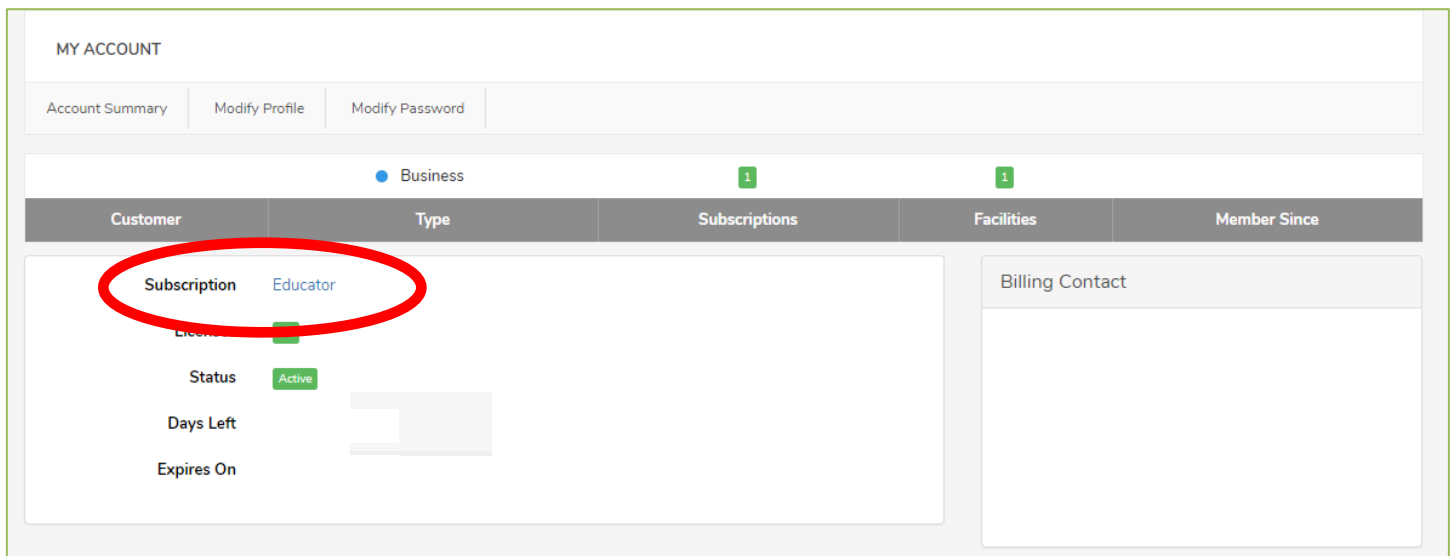 MY ACCOUNT
Account Summary Modify Profile Modify Password
Business 1 1
Customer Type Subscriptions Facilities Member Since
Subscription Educator
Billing Contact
Status Active
Days Left
Expires On